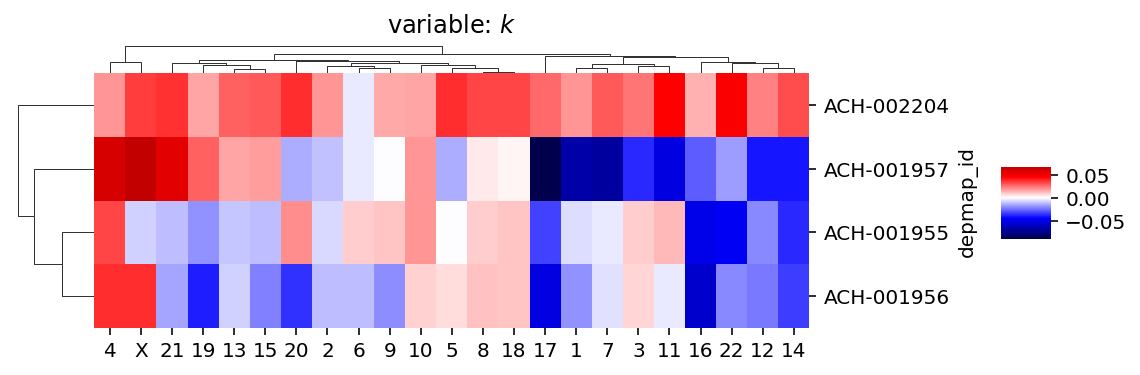 variable: k
ACH-002204
ACH-001957
ACH-001955
ACH-001956
depmap_id
0.05
0.00
−0.05
4 X 21 19 13 15 20 2 6 9 10 5 8 18 17 1 7 3 11 16 22 12 14